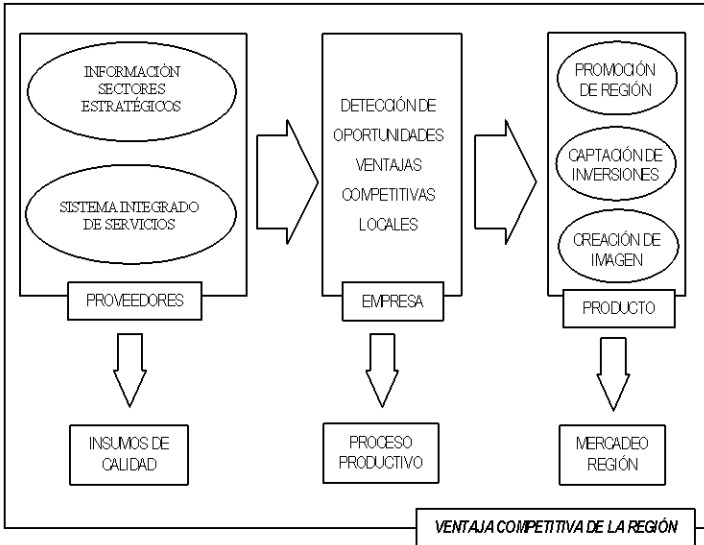 INFORMACIÓN
SECTORES
ESTRATÉGICOS
SISTEMA INTEGRADO
DE SERVICIOS
PROVEEDORES
INSUMOS DE
CALIDAD
DETECCIÓN DE
OPORTUNIDADES
VENTAJAS
COMPETITIVAS
LOCALES
EMPRESA
PROCESO
PRODUCTIVO
PROMOCIÓN
DE REGIÓN
CAPTACIÓN DE
INVERSIONES
CREACIÓN DE
IMAGEN
PRODUCTO
MERCADEO
REGIÓN
VENTAJA COMPETITIVA DE LA REGIÓN